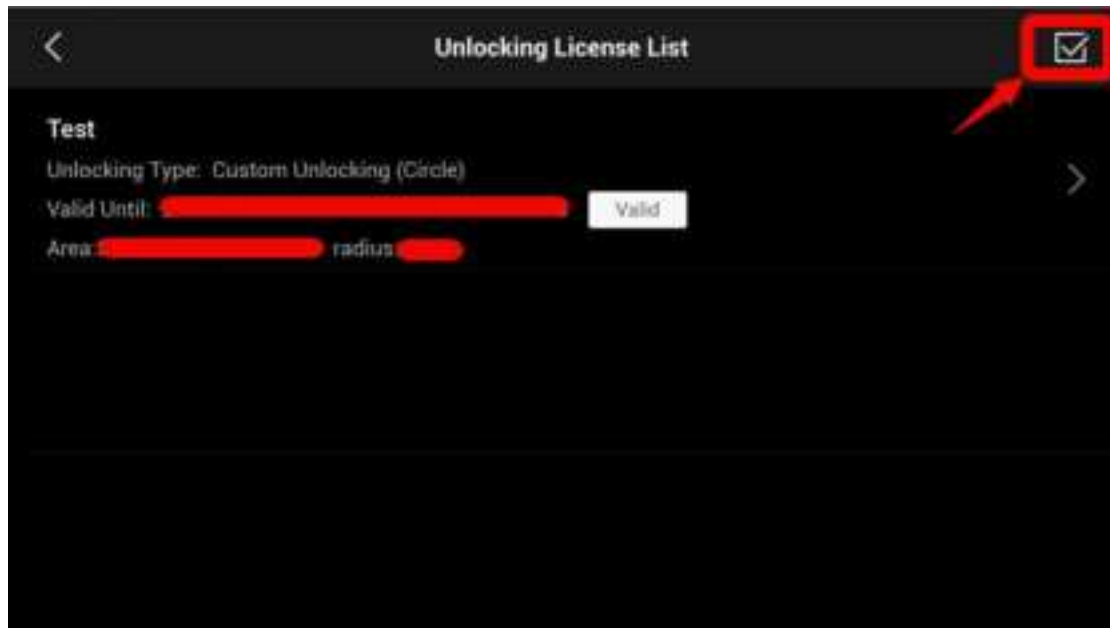 Unlocking License List
Test
Unlocking Type: Custom Unlocking (Circle)
Valid Until: Valid
Area: radius